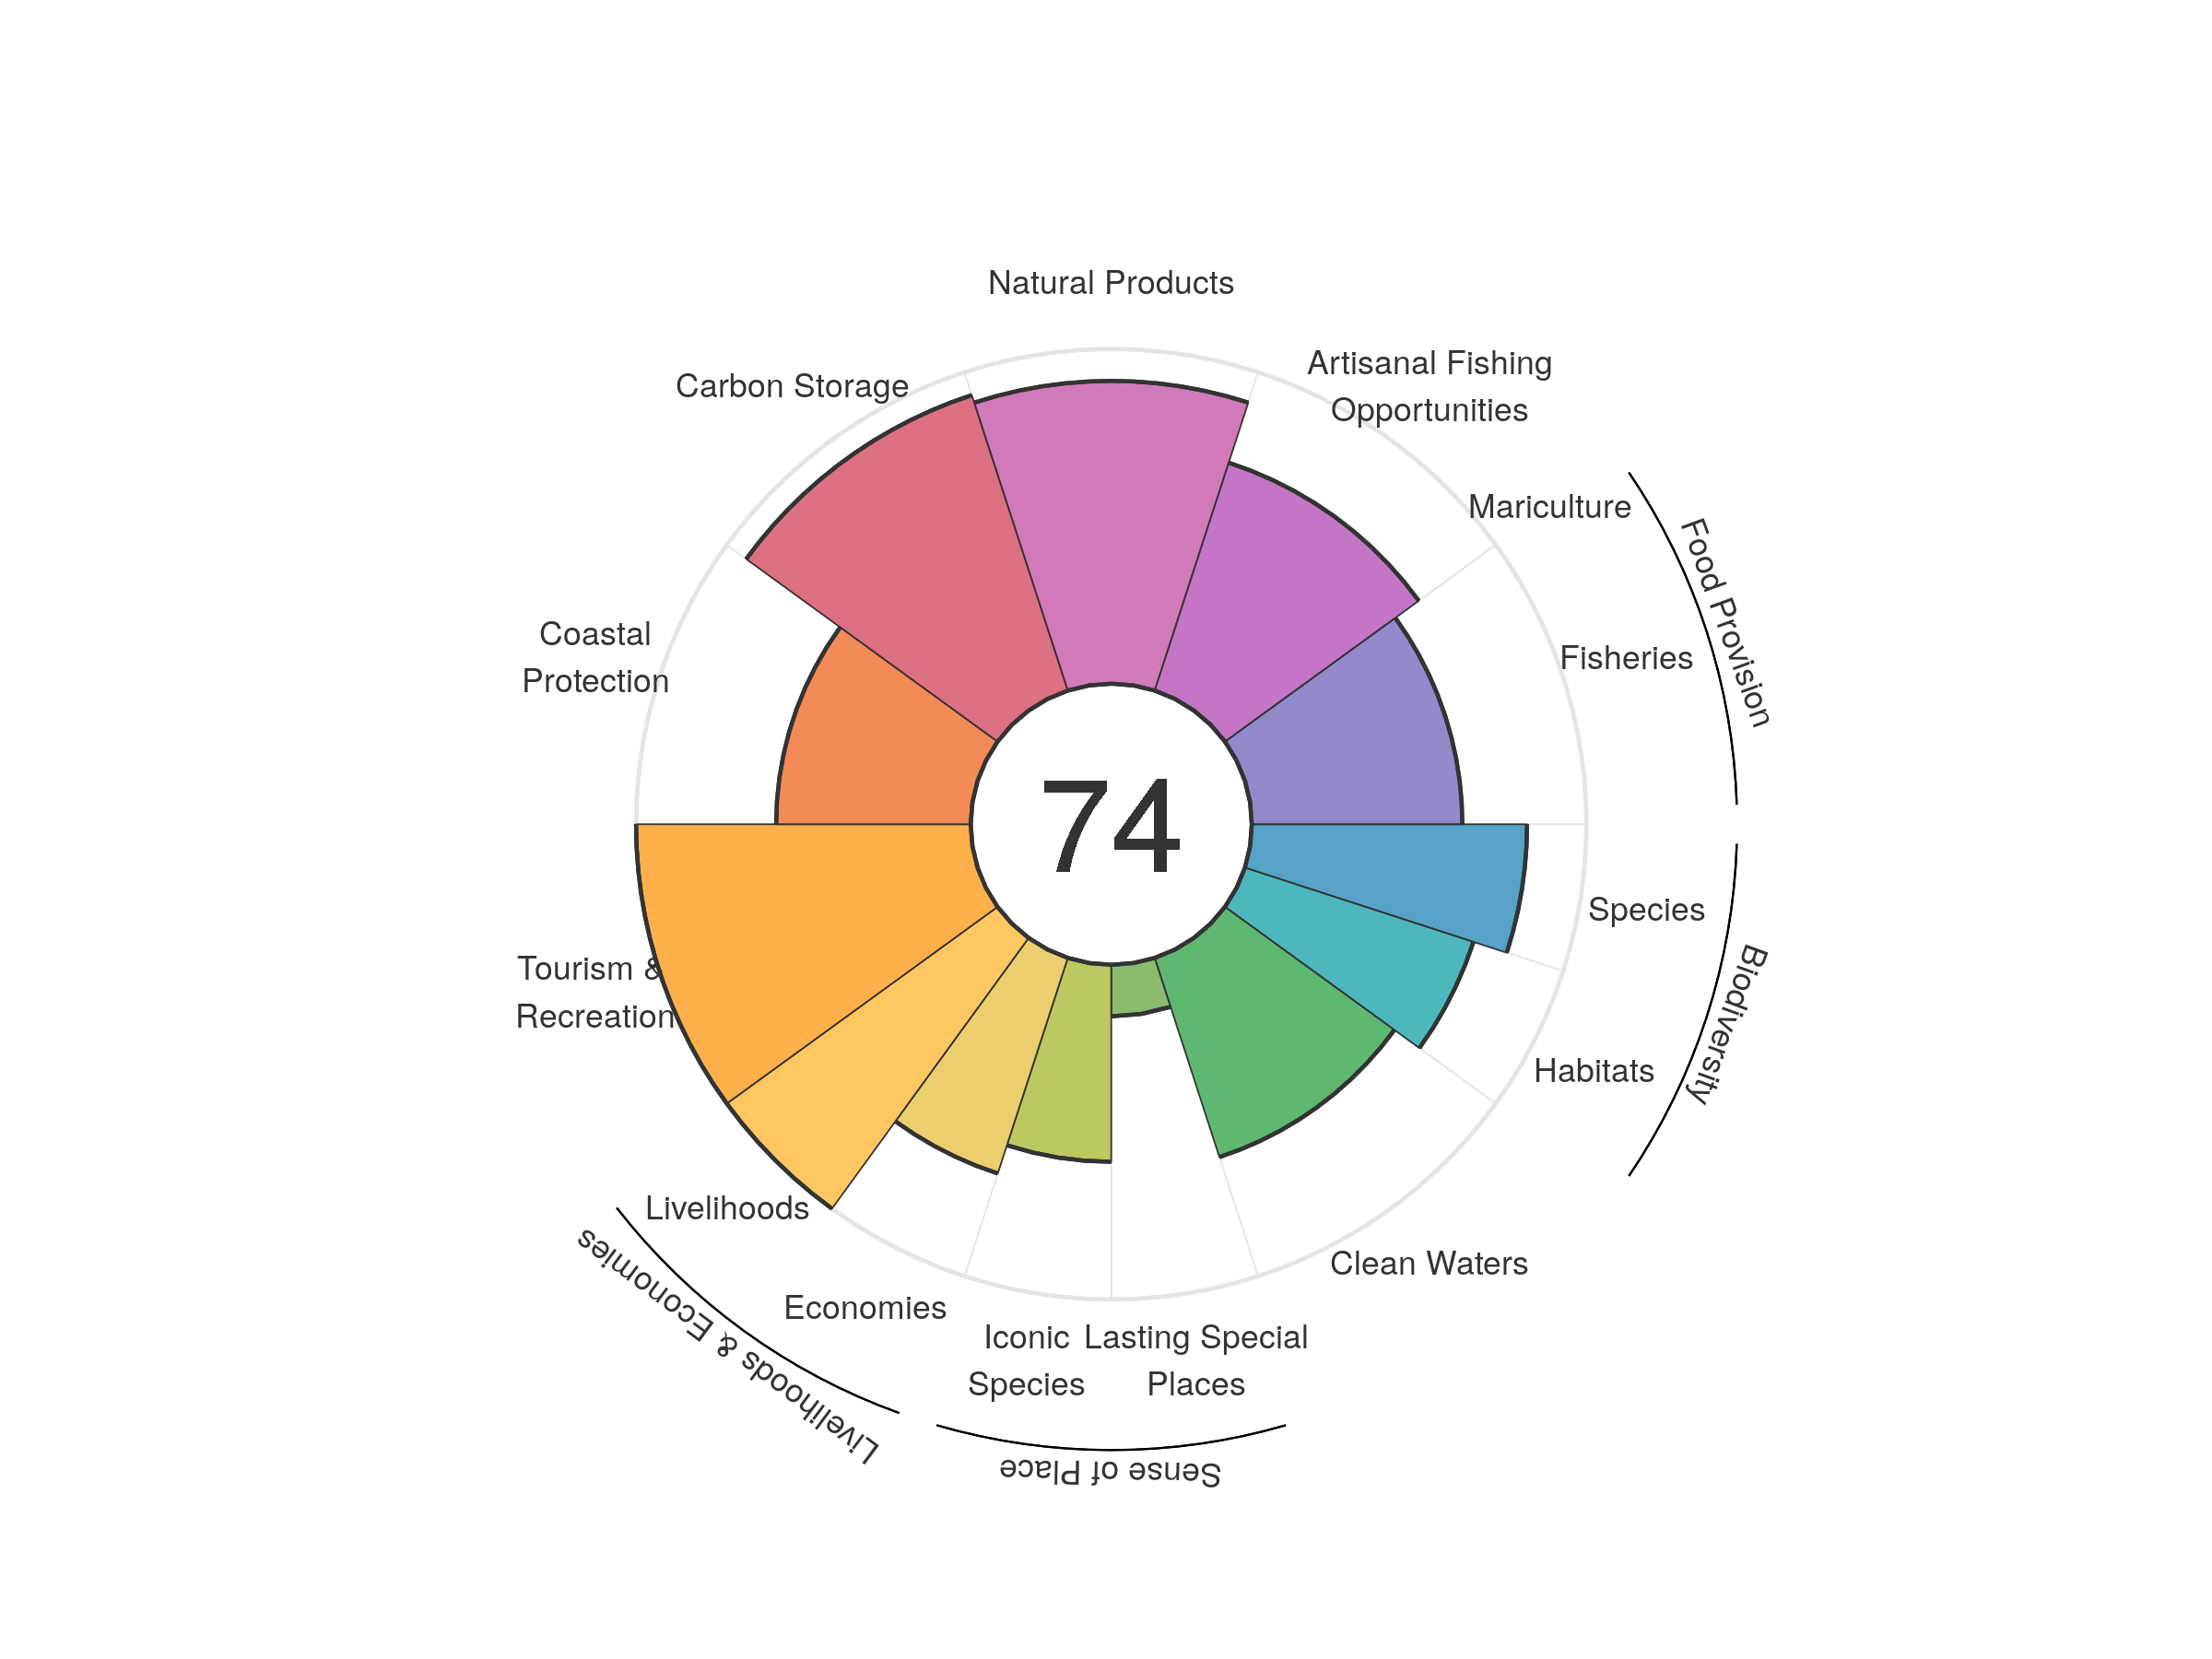 Natural Products
Artisanal Fishing
Opportunities
Carbon Storage
Mariculture
Food Provision
Fisheries
Coastal
Protection
74
Species
Biodiversity
Habitats
Tourism &
Recreation
Livelihoods
Livelihoods & Economies
Clean Waters
Economies
Iconic
Species
Lasting Special
Places
Sense of Place